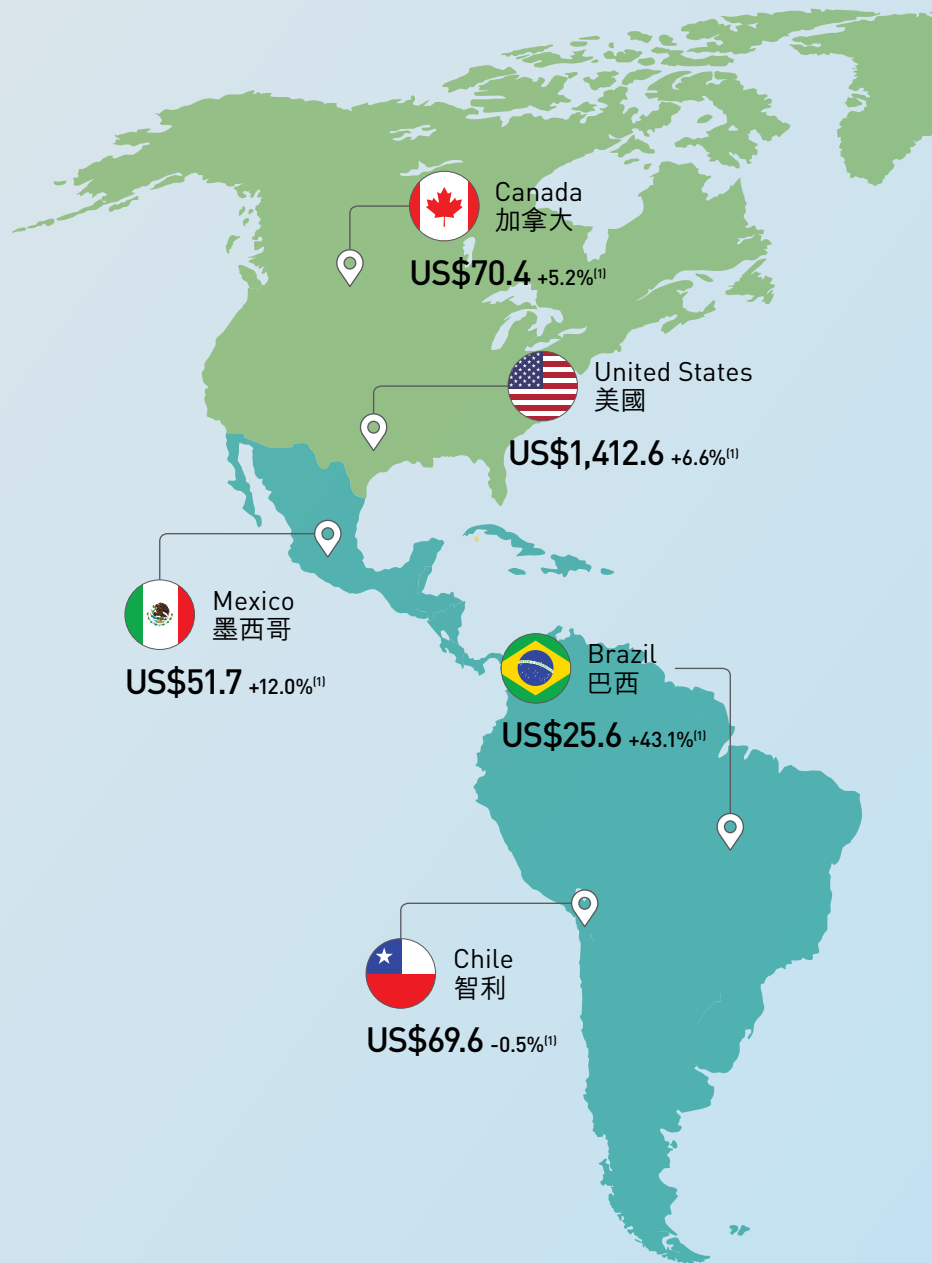 Canada
加拿大
US$70.4 +5.2%(1)
United States
美國
US$1,412.6 +6.6%(1)
Mexico
墨西哥
US$51.7 +12.0%(1)
Brazil
巴西
US$25.6 +43.1%(1)
Chile
智利
US$69.6 -0.5%(1)